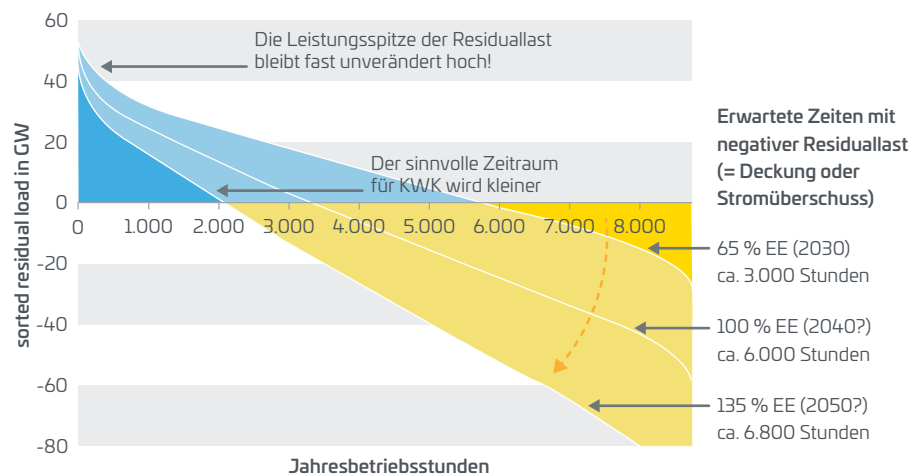 60
40
20
0
-20
-40
-60
-80
sorted residual load in GW
Die Leistungsspitze der Residuallast
bleibt fast unverändert hoch!
Der sinnvolle Zeitraum
für KWK wird kleiner
0 1.000 2.000 3.000 4.000 5.000 6.000 7.000 8.000
Jahresbetriebsstunden
Erwartete Zeiten mit
negativer Residuallast
(= Deckung oder
Stromüberschuss)
65 % EE (2030)
ca. 3.000 Stunden
100 % EE (2040?)
ca. 6.000 Stunden
135 % EE (2050?)
ca. 6.800 Stunden